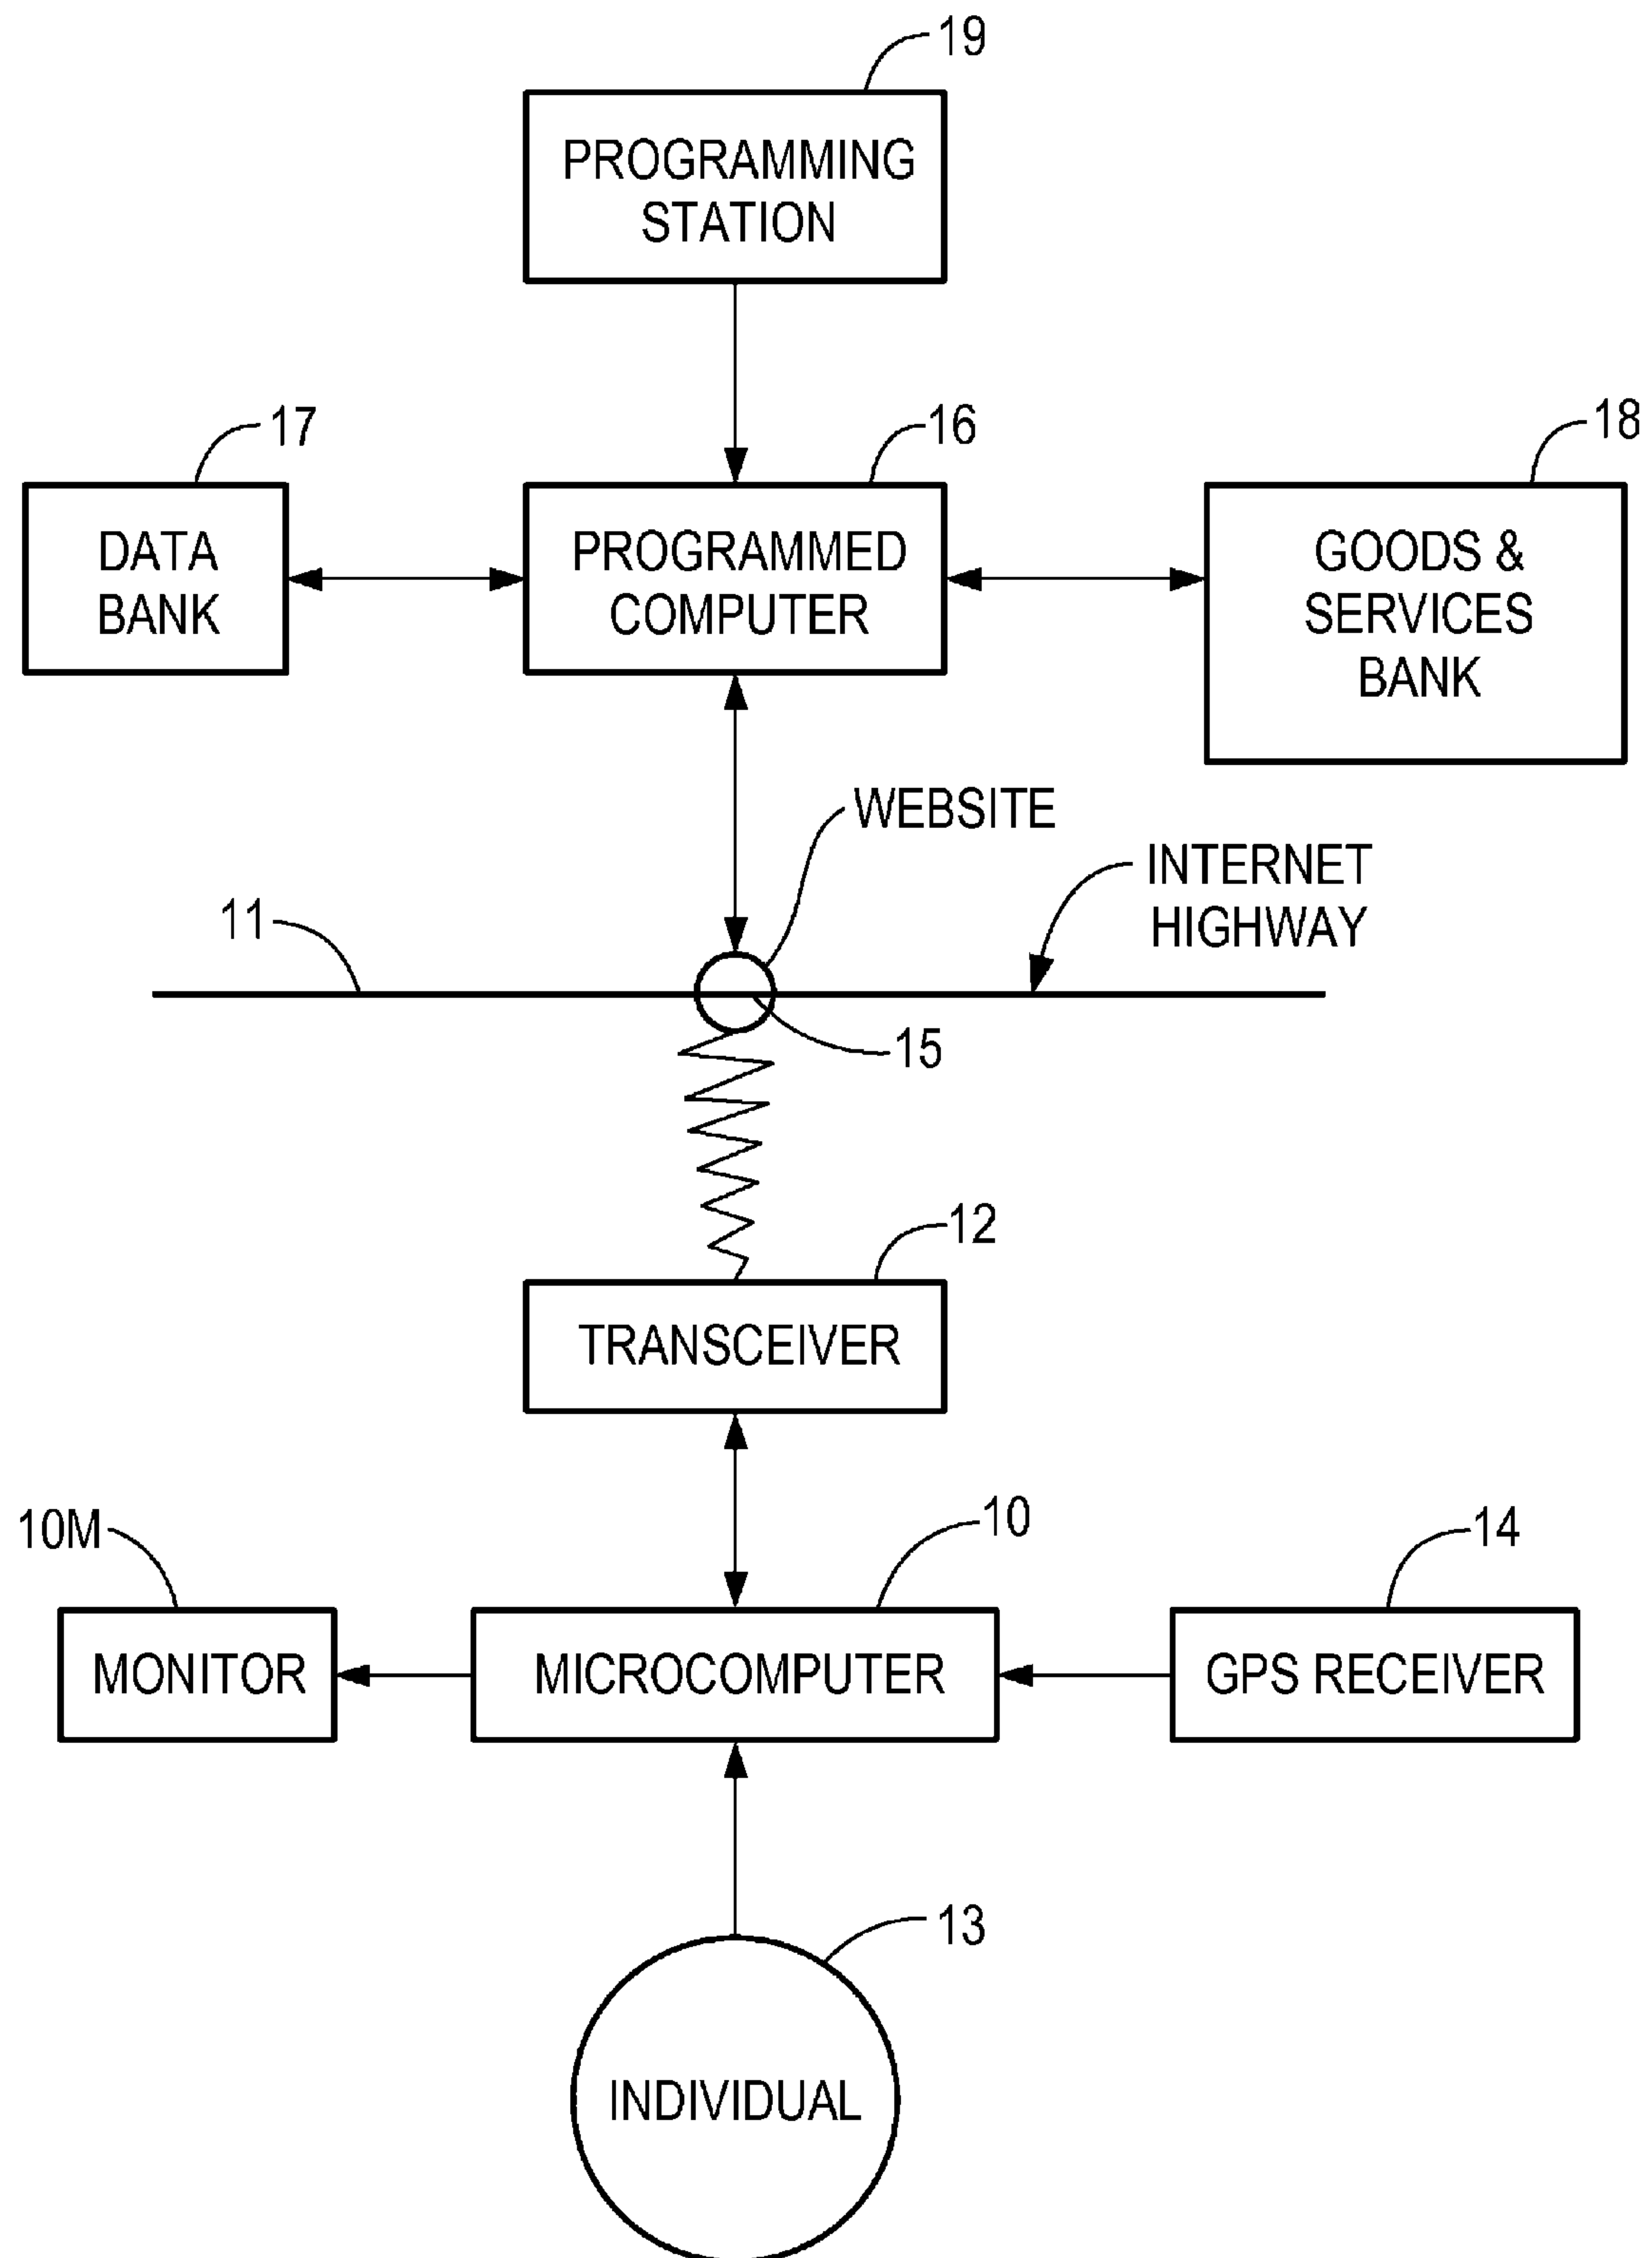 19
PROGRAMMING
STATION
17
16
18
DATA
BANK
PROGRAMMED
COMPUTER
GOODS &
SERVICES
BANK
WEBSITE
INTERNET
HIGHWAY
11
15
12
TRANSCEIVER
10M
10
14
MONITOR
MICROCOMPUTER
GPS RECEIVER
13
INDIVIDUAL